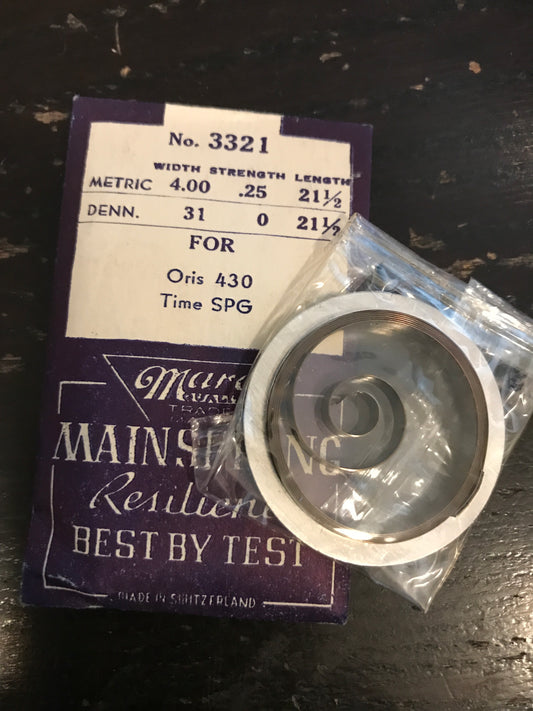 No. 3321
WIDTH STRENGTH LENGTH
METRIC 4.00 .25 21½
DENN. 31 0 21½
FOR
Oris 430
Time SPG
BEST BY TEST
MADE IN SWITZERLAND